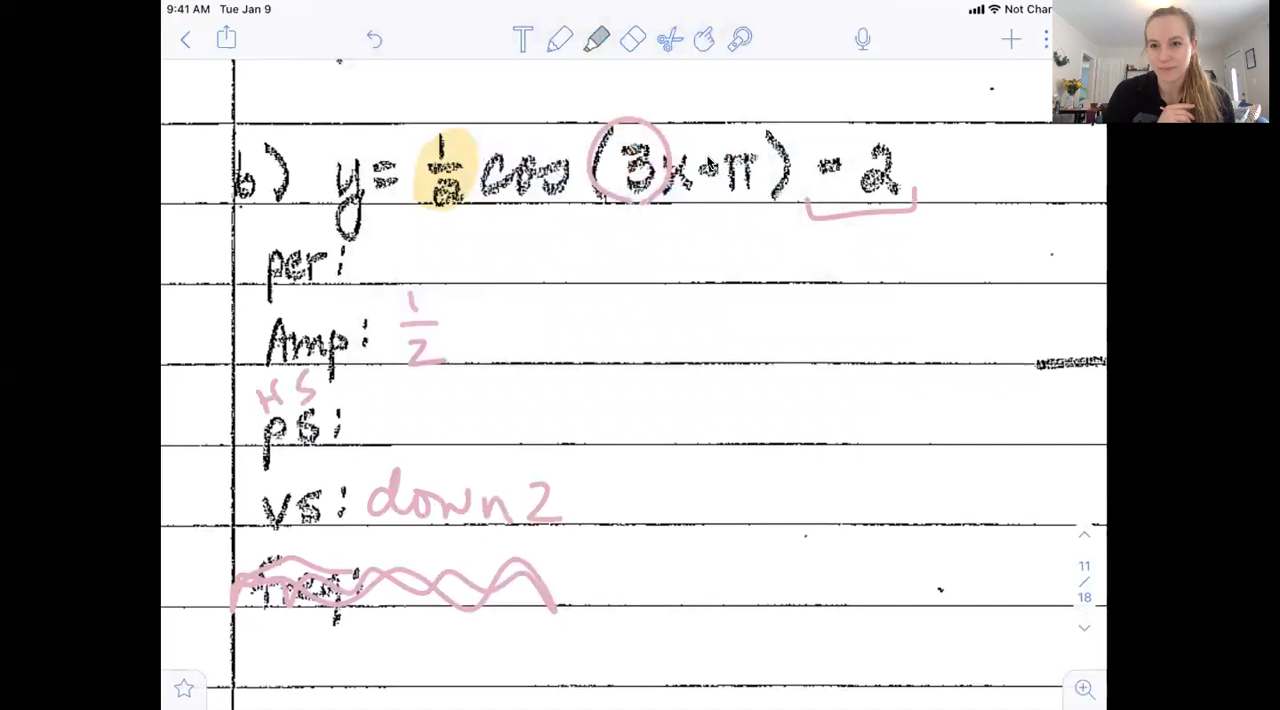 9:41 AM Tue Jan 9
Not Char
T
b) y = 1/2 cos (3x - π) - 2
per:
Amp: 1/2
HS
ps:
vs: down 2
Freq:
11
/
18